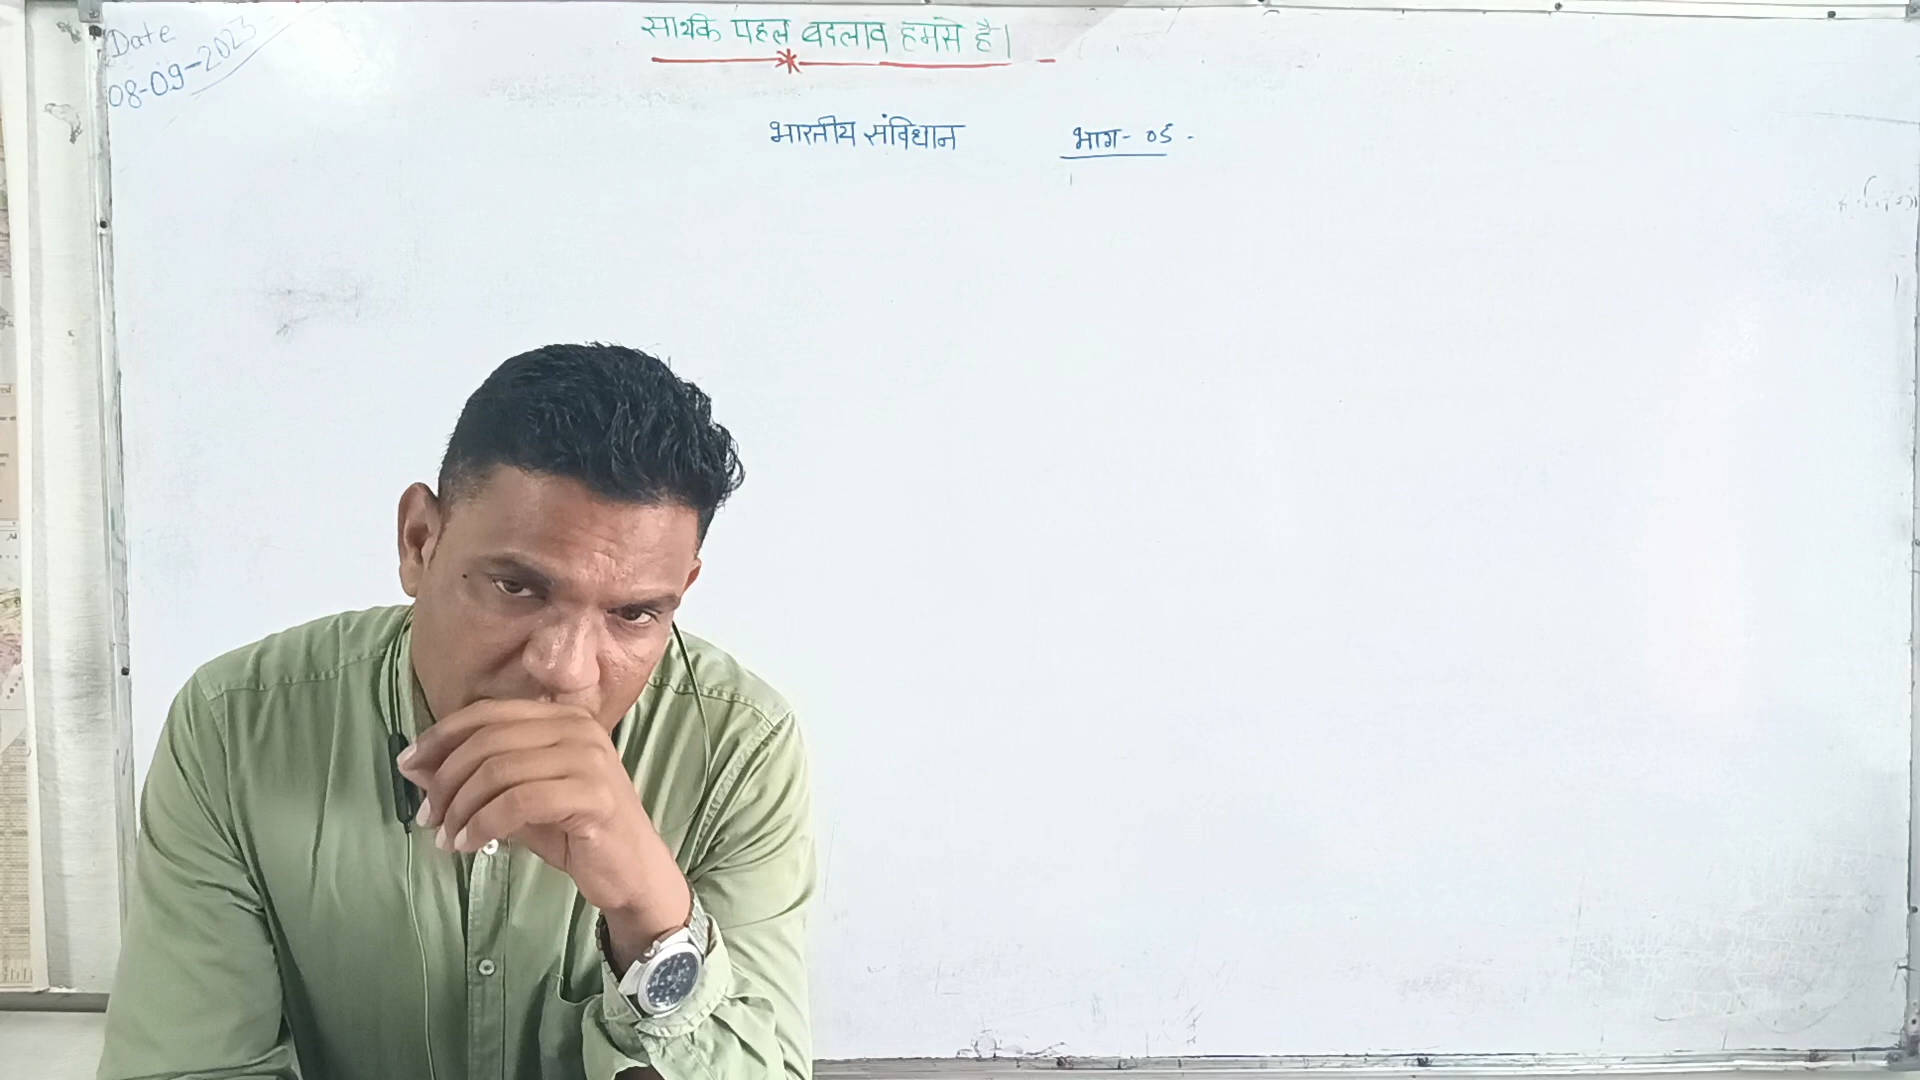 Date
08-09-2023
सार्थक पहल बदलाव हमसे है।
भारतीय संविधान भाग- 05 -